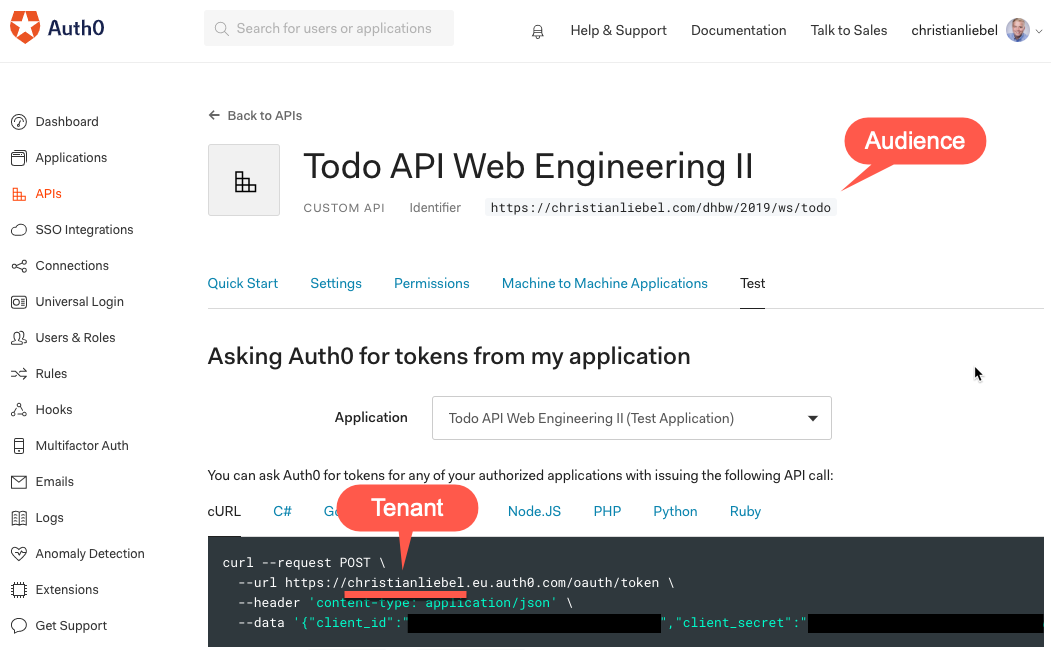 Auth0
Search for users or applications
Help & Support
Documentation
Talk to Sales
christianliebel
Dashboard
Applications
APIs
SSO Integrations
Connections
Universal Login
Users & Roles
Rules
Hooks
Multifactor Auth
Emails
Logs
Anomaly Detection
Extensions
Get Support
Back to APIs
Todo API Web Engineering II
Audience
CUSTOM API Identifier https://christianliebel.com/dhbw/2019/ws/todo
Quick Start Settings Permissions Machine to Machine Applications Test
Asking Auth0 for tokens from my application
Application Todo API Web Engineering II (Test Application)
You can ask Auth0 for tokens for any of your authorized applications with issuing the following API call:
Tenant
cURL C# Node.JS PHP Python Ruby
curl --request POST \
--url https://christianliebel.eu.auth0.com/oauth/token \
--header 'content-type: application/json' \
--data '{"client_id":" ","client_secret":"